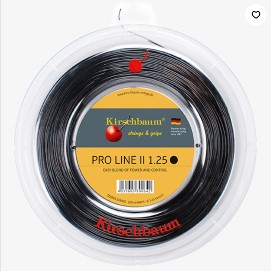 Kirschbaum®
strings & grips
PRO LINE II 1.25
EASY BLEND OF POWER AND CONTROL
Kirschbaum